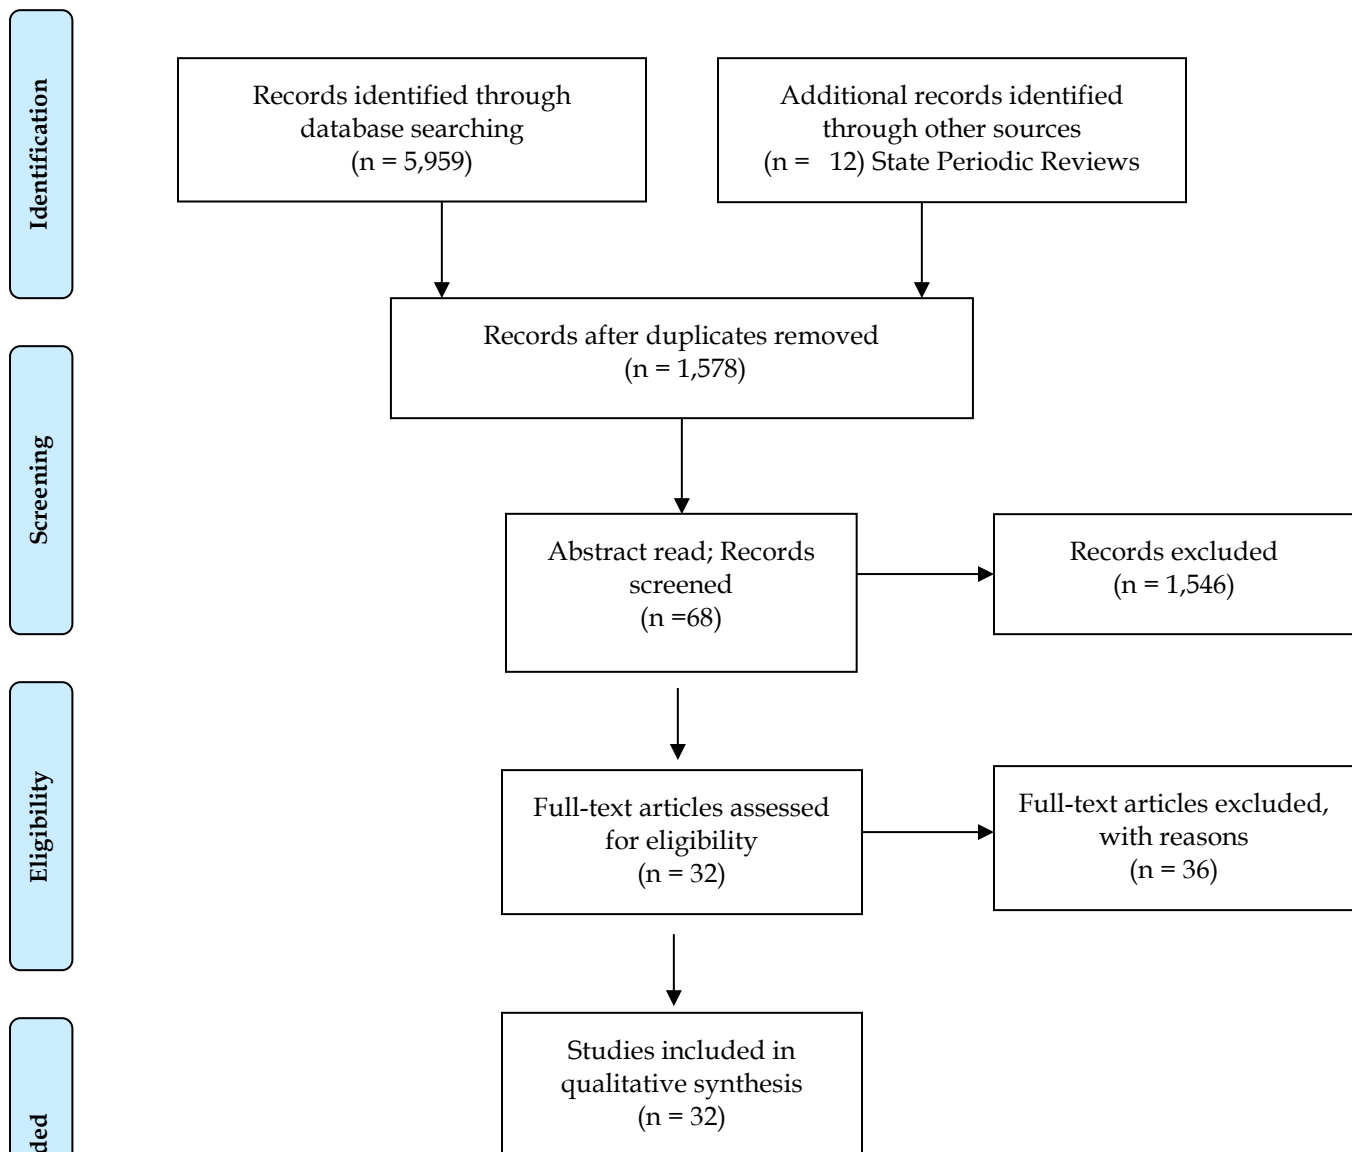 Identification
Records identified through
database searching
(n = 5,959)
Additional records identified
through other sources
(n =   12) State Periodic Reviews
Records after duplicates removed
(n = 1,578)
Screening
Abstract read; Records
screened
(n =68)
Records excluded
(n = 1,546)
Eligibility
Full-text articles assessed
for eligibility
(n = 32)
Full-text articles excluded,
with reasons
(n = 36)
Studies included in
qualitative synthesis
(n = 32)
ded